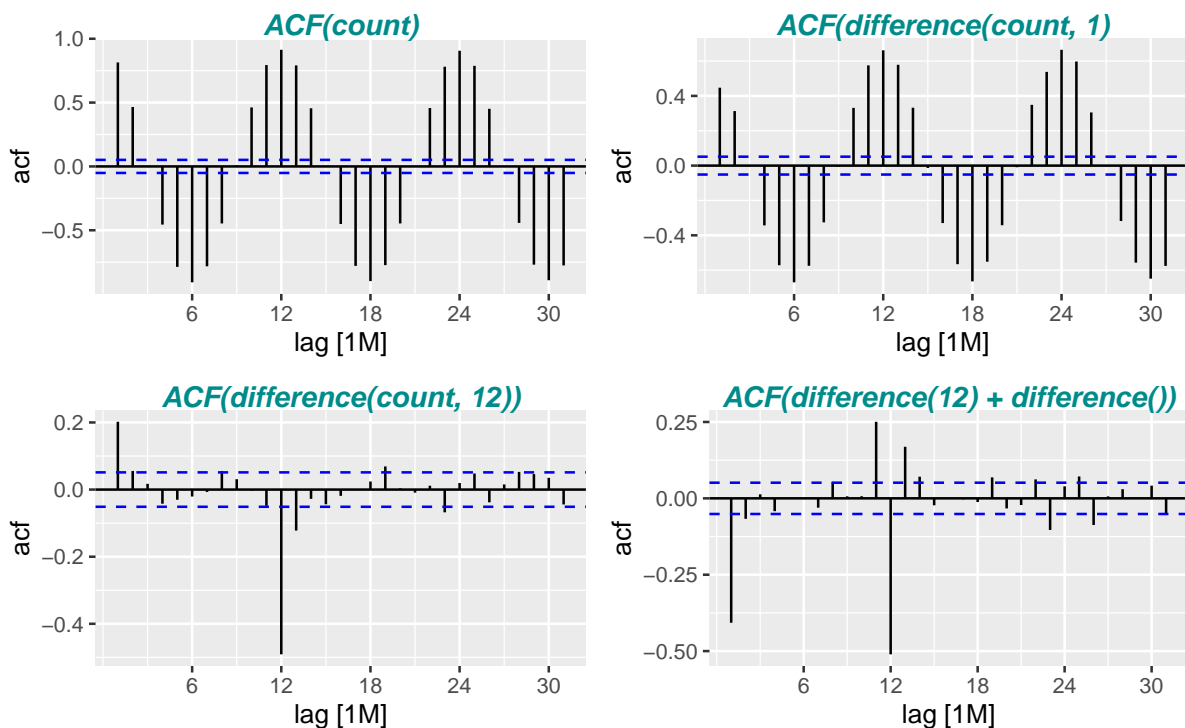 ACF(count)
1.0
0.5
0.0
−0.5
acf
6 12 18 24 30
lag [1M]
ACF(difference(count, 1)
0.4
0.0
−0.4
acf
6 12 18 24 30
lag [1M]
ACF(difference(count, 12))
0.2
0.0
−0.2
−0.4
acf
6 12 18 24 30
lag [1M]
ACF(difference(12) + difference())
0.25
0.00
−0.25
−0.50
acf
6 12 18 24 30
lag [1M]